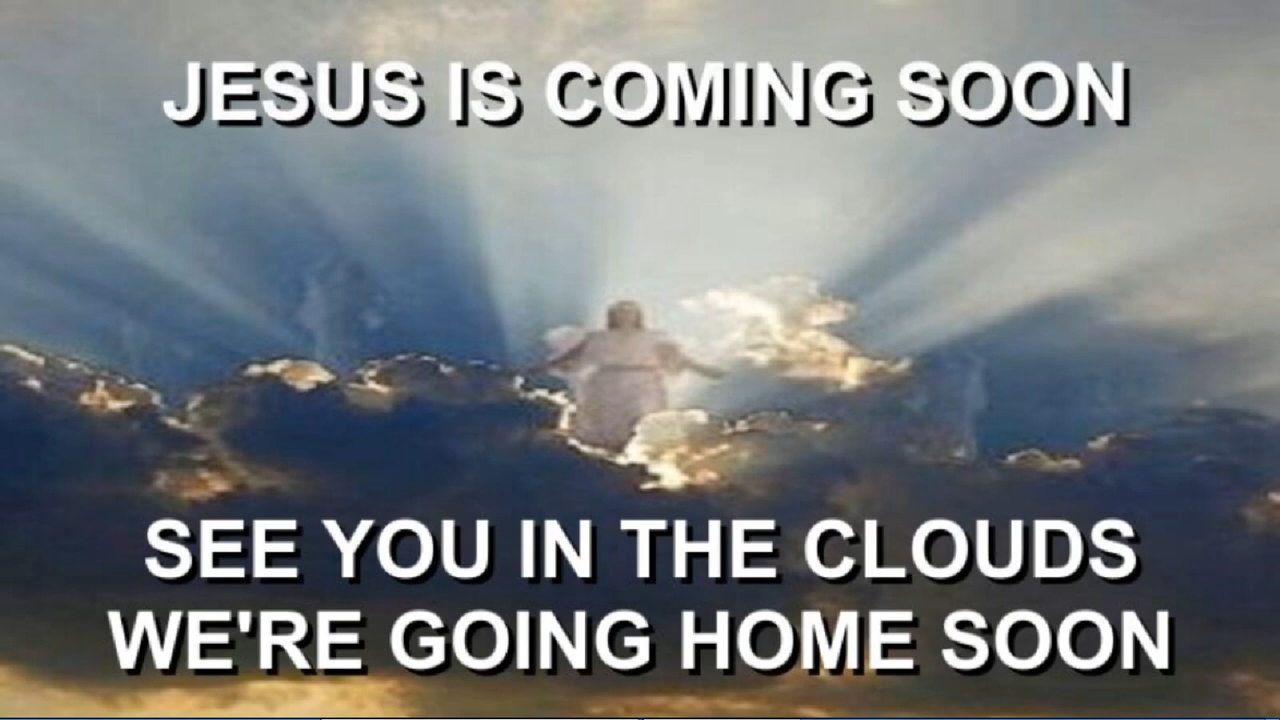 JESUS IS COMING SOON
SEE YOU IN THE CLOUDS
WE'RE GOING HOME SOON